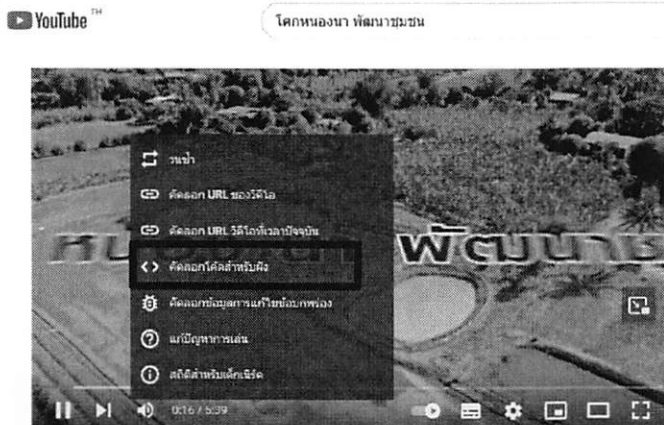 YouTube TM
โคกหนองนา พัฒนาชุมชน
วนซ้ำ
คัดลอก URL ของวิดีโอ
คัดลอก URL วิดีโอที่เวลาปัจจุบัน
คัดลอกโค้ดสำหรับฝัง
คัดลอกข้อมูลการแก้ไขข้อบกพร่อง
แก้ปัญหาการเล่น
สถิติสำหรับเด็กเนิร์ด
0:16 / 5:39